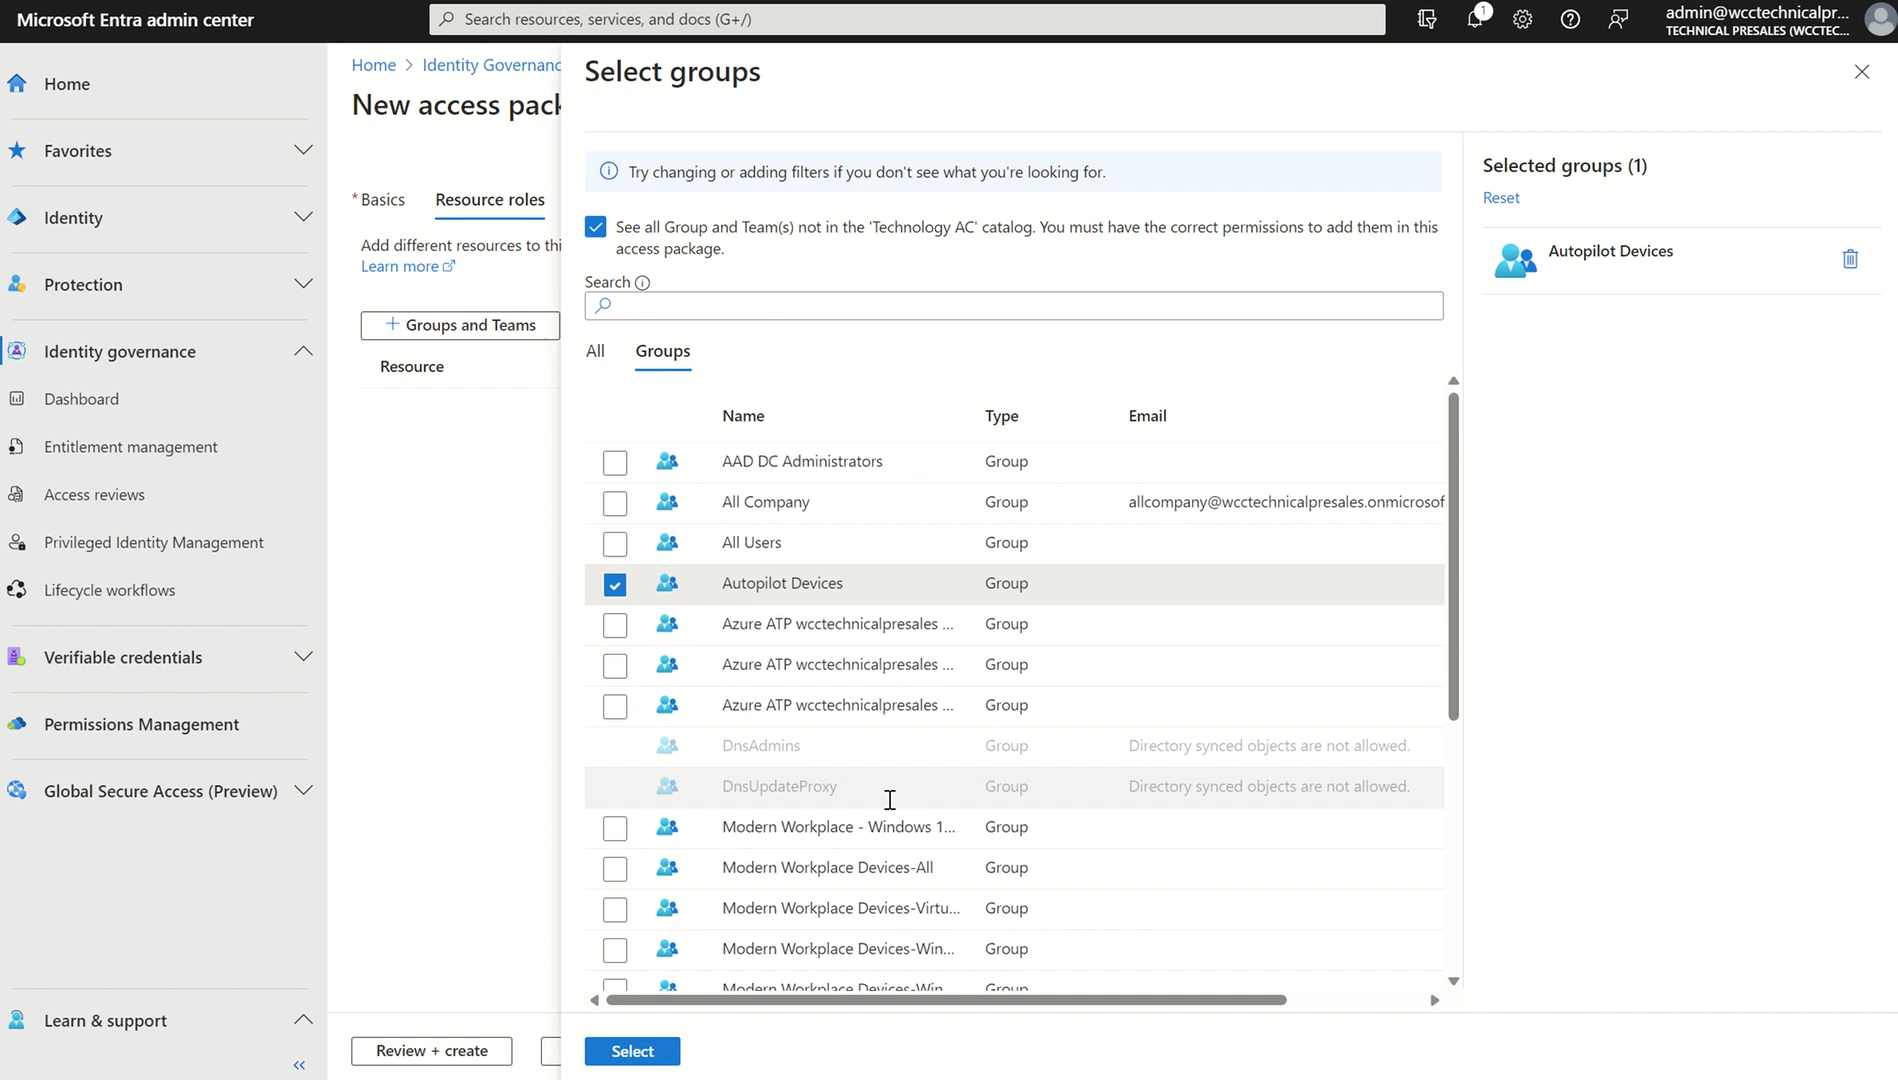 Microsoft Entra admin center
Search resources, services, and docs (G+/)
1
admin@wcctechnicalpr...
TECHNICAL PRESALES (WCCTEC...
Home
Favorites
Identity
Protection
Identity governance
Dashboard
Entitlement management
Access reviews
Privileged Identity Management
Lifecycle workflows
Verifiable credentials
Permissions Management
Global Secure Access (Preview)
Learn & support
Home > Identity Governanc
New access pack
* Basics
Resource roles
Add different resources to thi
Learn more
+ Groups and Teams
Resource
Review + create
Select groups
Try changing or adding filters if you don't see what you're looking for.
See all Group and Team(s) not in the 'Technology AC' catalog. You must have the correct permissions to add them in this
access package.
Search
All
Groups
Name Type Email
AAD DC Administrators Group
All Company Group allcompany@wcctechnicalpresales.onmicrosof
All Users Group
Autopilot Devices Group
Azure ATP wcctechnicalpresales ... Group
Azure ATP wcctechnicalpresales ... Group
Azure ATP wcctechnicalpresales ... Group
DnsAdmins Group Directory synced objects are not allowed.
DnsUpdateProxy Group Directory synced objects are not allowed.
Modern Workplace - Windows 1... Group
Modern Workplace Devices-All Group
Modern Workplace Devices-Virtu... Group
Modern Workplace Devices-Win... Group
Modern Workplace Devices-Win... Group
Select
Selected groups (1)
Reset
Autopilot Devices